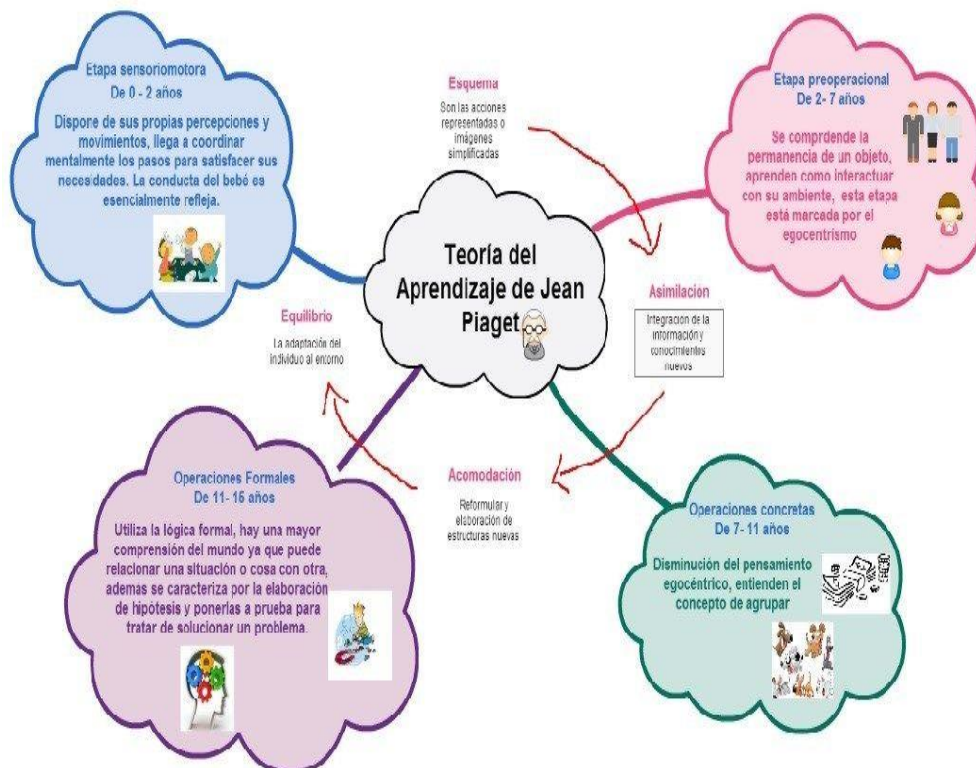 Etapa sensoriomotora
De 0 - 2 años
Dispone de sus propias percepciones y
movimientos, llega a coordinar
mentalmente los pasos para satisfacer sus
necesidades. La conducta del bebé es
esencialmente refleja.
Esquema
Son las acciones
representadas o
imágenes
simplificadas
Etapa preoperacional
De 2- 7 años
Se comprdende la
permanencia de un objeto,
aprenden como interactuar
con su ambiente, esta etapa
está marcada por el
egocentrismo
Teoría del
Aprendizaje de Jean
Piaget
Equilibrio
La adaptación del
individuo al entorno
Asimilación
Integración de la
información y
conocimientos
nuevos
Operaciones Formales
De 11- 15 años
Utiliza la lógica formal, hay una mayor
comprensión del mundo ya que puede
relacionar una situación o cosa con otra,
ademas se caracteriza por la elaboración
de hipótesis y ponerlas a prueba para
tratar de solucionar un problema.
Acomodación
Reformular y
elaboración de
estructuras nuevas
Operaciones concretas
De 7- 11 años
Disminución del pensamiento
egocéntrico, entienden el
concepto de agrupar